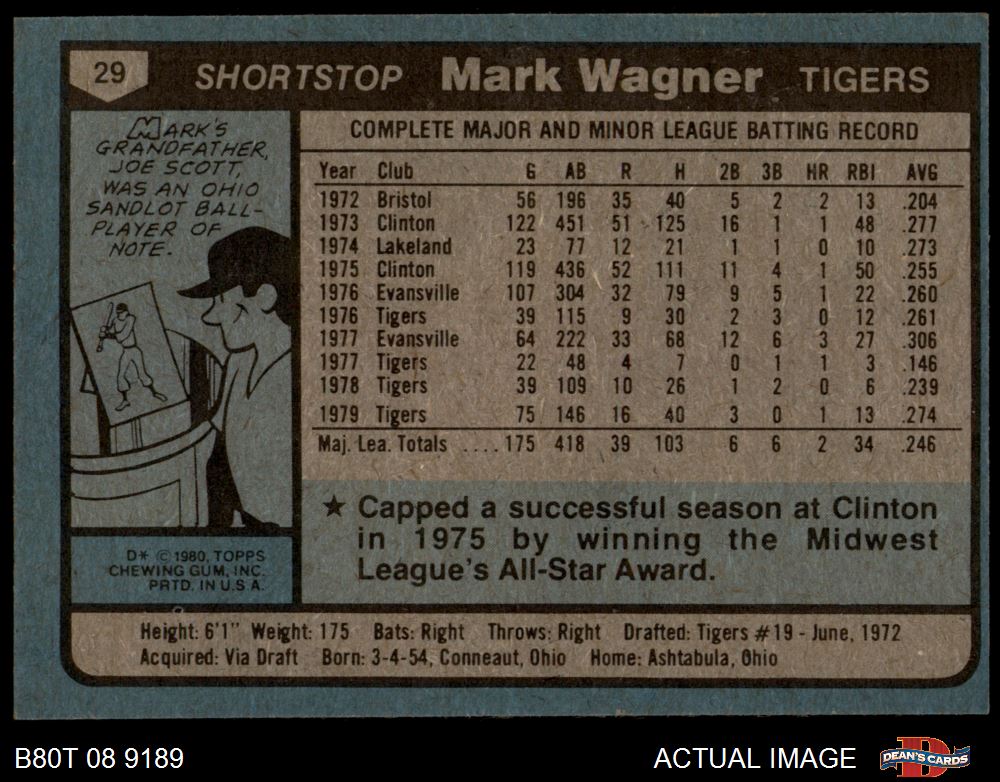 29 SHORTSTOP Mark Wagner TIGERS
MARK'S
GRANDFATHER,
JOE SCOTT,
WAS AN OHIO
SANDLOT BALL-
PLAYER OF
NOTE.
D* © 1980, TOPPS
CHEWING GUM, INC.
PRTD. IN U.S.A.
COMPLETE MAJOR AND MINOR LEAGUE BATTING RECORD
Year Club G AB R H 2B 3B HR RBI AVG
1972 Bristol 56 196 35 40 5 2 2 13 .204
1973 Clinton 122 451 51 125 16 1 1 48 .277
1974 Lakeland 23 77 12 21 1 1 0 10 .273
1975 Clinton 119 436 52 111 11 4 1 50 .255
1976 Evansville 107 304 32 79 9 5 1 22 .260
1976 Tigers 39 115 9 30 2 3 0 12 .261
1977 Evansville 64 222 33 68 12 6 3 27 .306
1977 Tigers 22 48 4 7 0 1 1 3 .146
1978 Tigers 39 109 10 26 1 2 0 6 .239
1979 Tigers 75 146 16 40 3 0 1 13 .274
Maj. Lea. Totals ....175 418 39 103 6 6 2 34 .246
★ Capped a successful season at Clinton
in 1975 by winning the Midwest
League's All-Star Award.
Height: 6'1" Weight: 175 Bats: Right Throws: Right Drafted: Tigers #19 - June, 1972
Acquired: Via Draft Born: 3-4-54, Conneaut, Ohio Home: Ashtabula, Ohio
B80T 08 9189 ACTUAL IMAGE DEAN'S CARDS